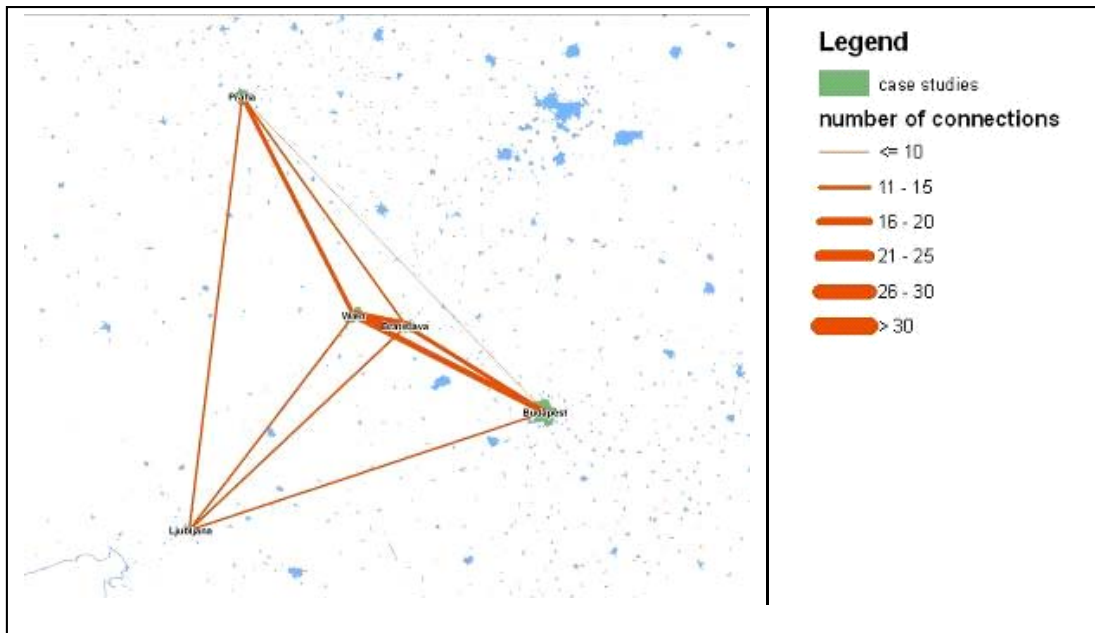 Praha
Wien
Bratislava
Budapest
Ljubljana
Legend
case studies
number of connections
<= 10
11 - 15
16 - 20
21 - 25
26 - 30
> 30